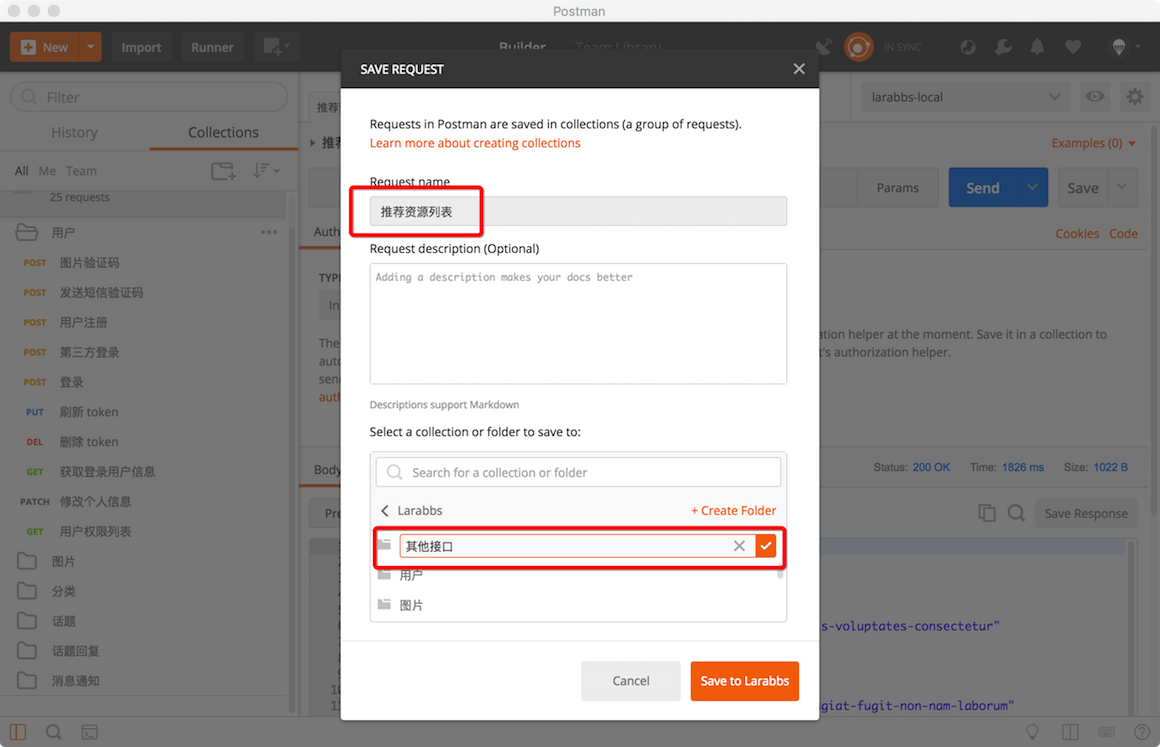 Postman
New
Import
Runner
Builder
Team Library
IN SYNC
Filter
History
Collections
All
Me
Team
25 requests
用户
POST 图片验证码
POST 发送短信验证码
POST 用户注册
POST 第三方登录
POST 登录
PUT 刷新 token
DEL 删除 token
GET 获取登录用户信息
PATCH 修改个人信息
GET 用户权限列表
图片
分类
话题
话题回复
消息通知
SAVE REQUEST
Requests in Postman are saved in collections (a group of requests).
Learn more about creating collections
Request name
推荐资源列表
Request description (Optional)
Adding a description makes your docs better
Descriptions support Markdown
Select a collection or folder to save to:
Search for a collection or folder
Larabbs
+ Create Folder
其他接口
用户
图片
Cancel
Save to Larabbs
larabbs-local
Examples (0)
Params
Send
Save
Cookies
Code
ation helper at the moment. Save it in a collection to
t's authorization helper.
Body
Status: 200 OK
Time: 1826 ms
Size: 1022 B
Save Response
s-voluptates-consectetur"
giat-fugit-non-nam-laborum"